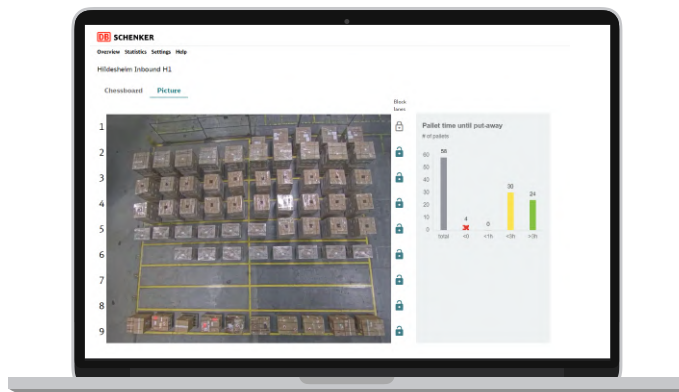 DB SCHENKER
Overview Statistics Settings Help
Hildesheim Inbound H1
Chessboard Picture
Block
lanes
1
2
3
4
5
6
7
8
9
Pallet time until put-away
# of pallets
60
50
40
30
20
10
0
56
4
0
30
24
total <0 <1h <3h >3h